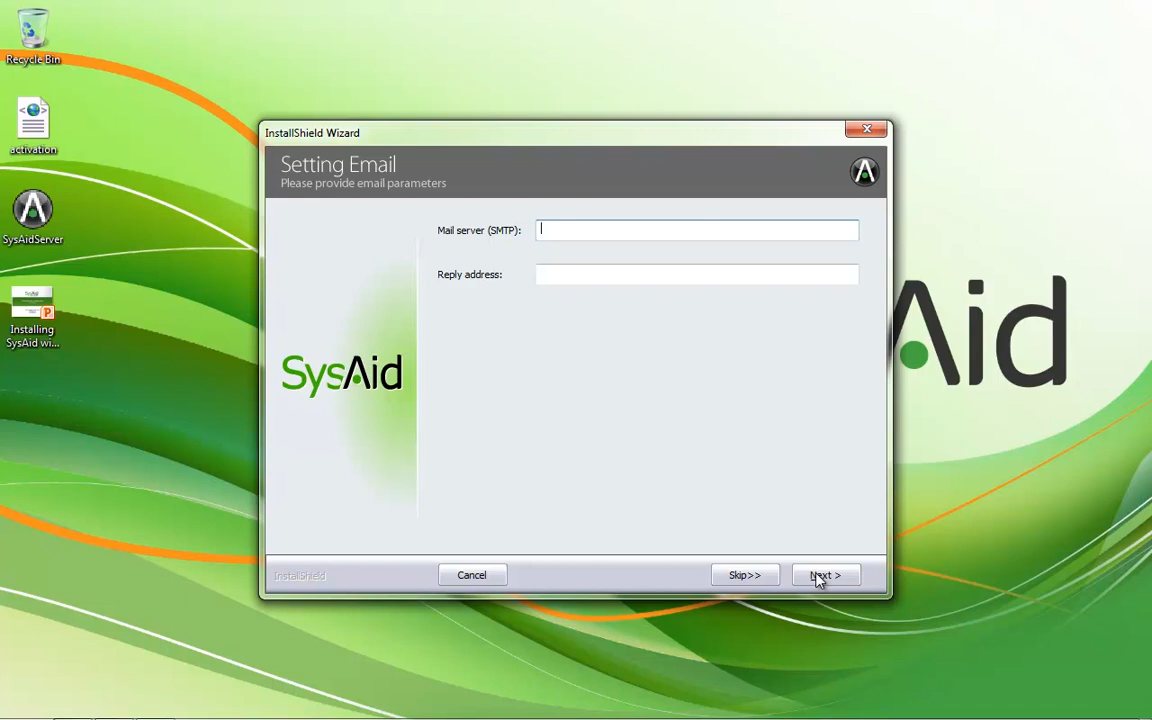 Recycle Bin
activation
SysAidServer
Installing
SysAid wi...
InstallShield Wizard
Setting Email
Please provide email parameters
Mail server (SMTP):
Reply address:
SysAid
Aid
InstallShield
Cancel
Skip>>
Next >